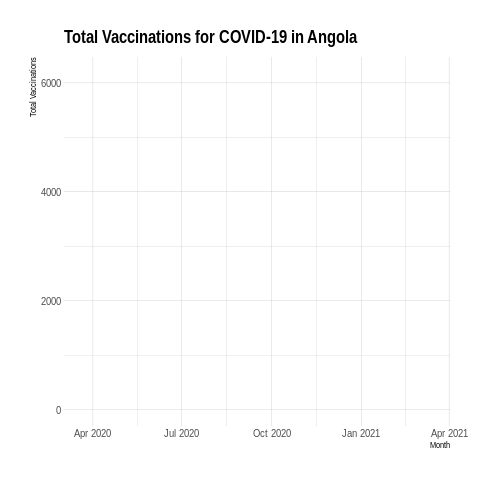 Total Vaccinations for COVID-19 in Angola
Total Vaccinations
6000
4000
2000
0
Apr 2020 Jul 2020 Oct 2020 Jan 2021 Apr 2021
Month